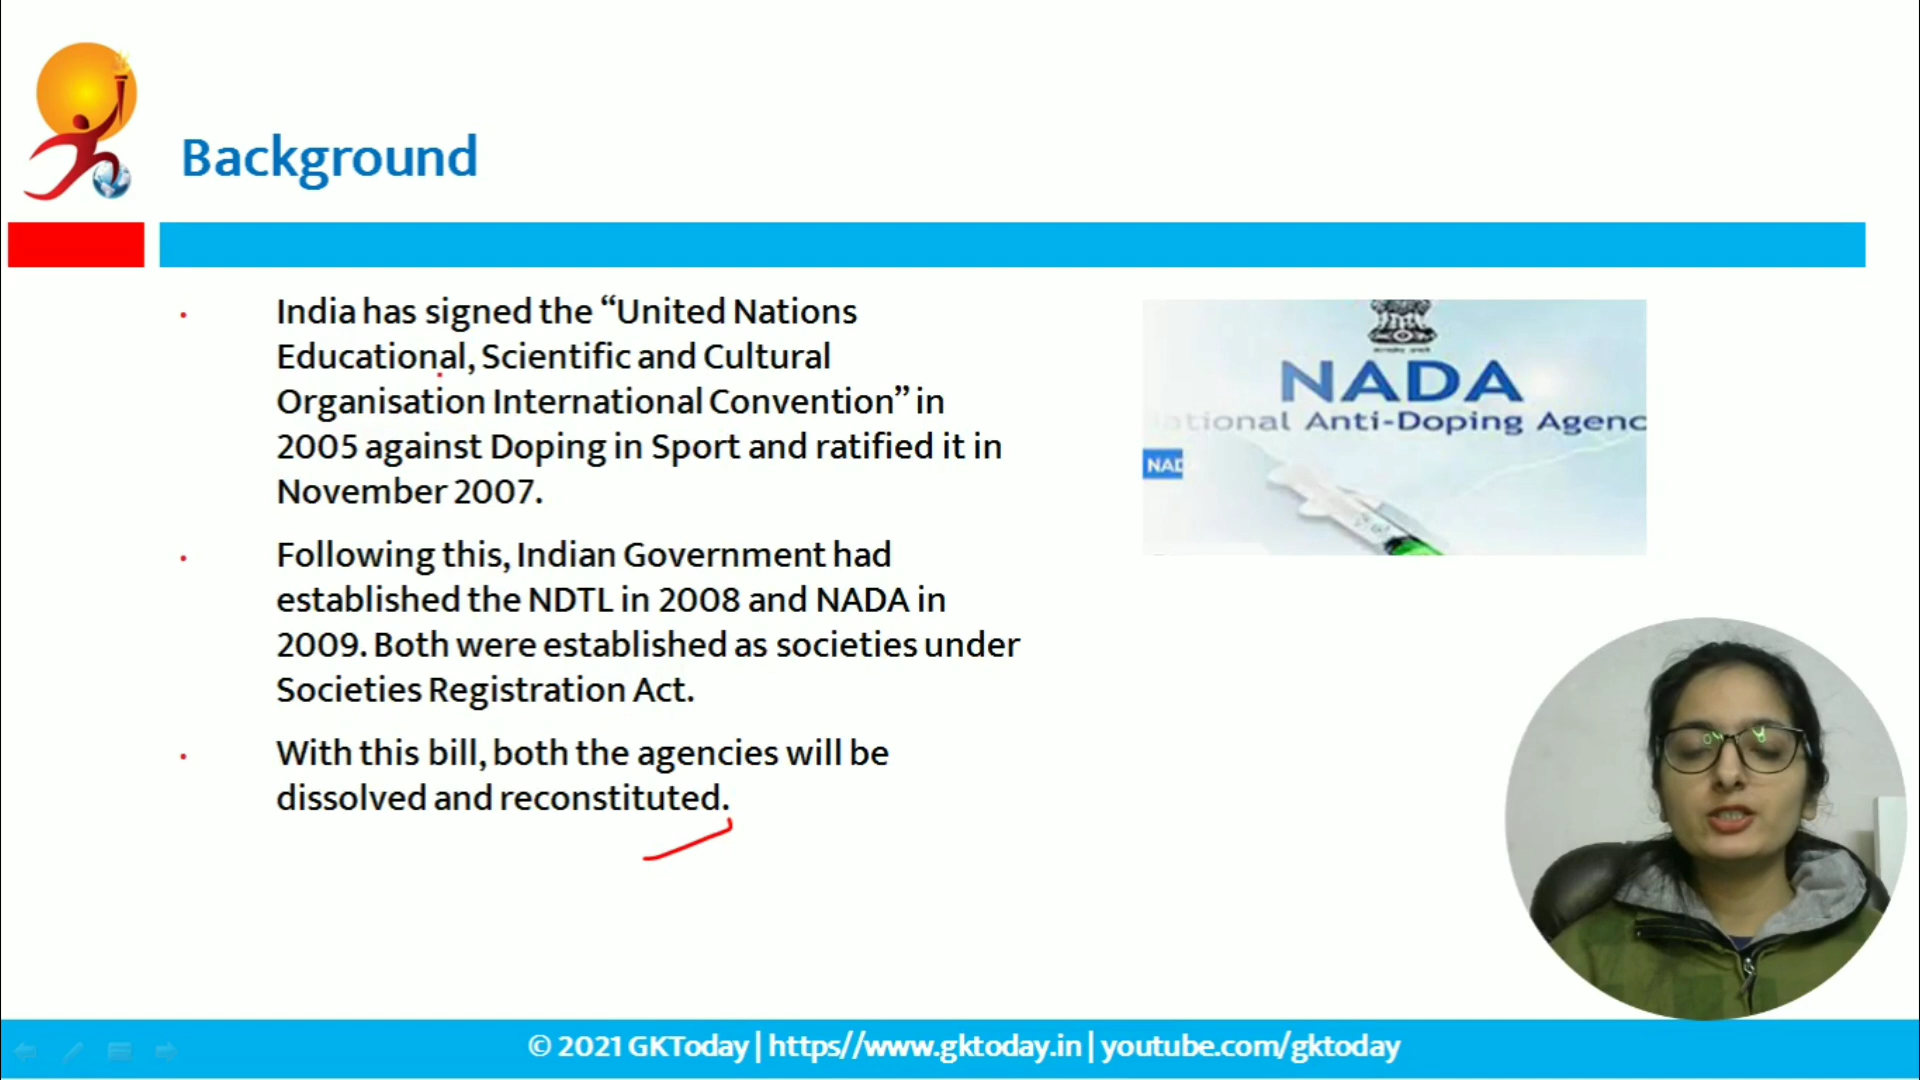 Background
India has signed the “United Nations
Educational, Scientific and Cultural
Organisation International Convention” in
2005 against Doping in Sport and ratified it in
November 2007.
Following this, Indian Government had
established the NDTL in 2008 and NADA in
2009. Both were established as societies under
Societies Registration Act.
With this bill, both the agencies will be
dissolved and reconstituted.
NADA
ational Anti-Doping Agenc
NAD
© 2021 GKToday | https//www.gktoday.in | youtube.com/gktoday